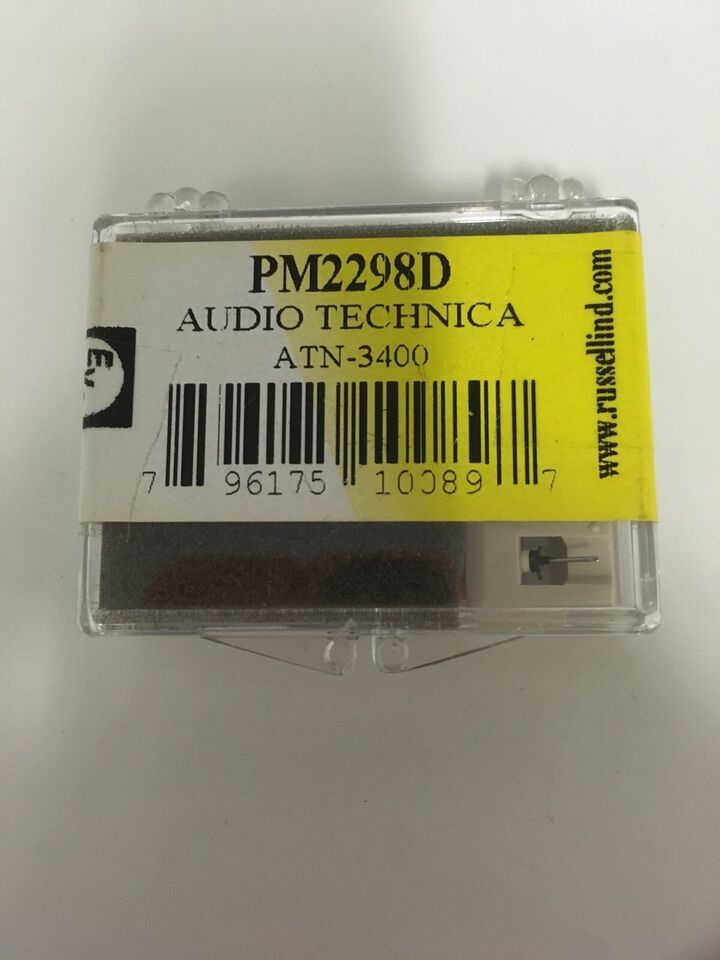 PM2298D
AUDIO TECHNICA
ATN-3400
7 96175 10089 7
www.russellind.com
EV